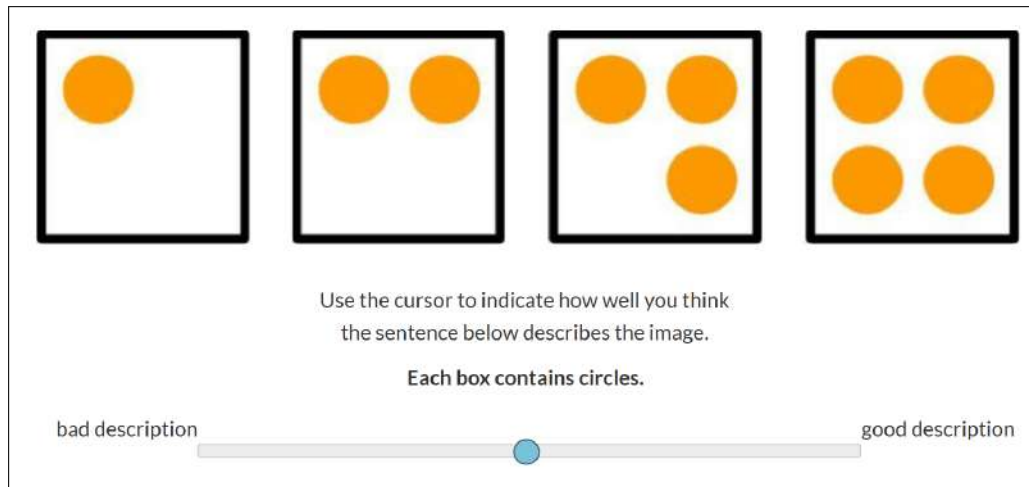 Use the cursor to indicate how well you think
the sentence below describes the image.
Each box contains circles.
bad description
good description